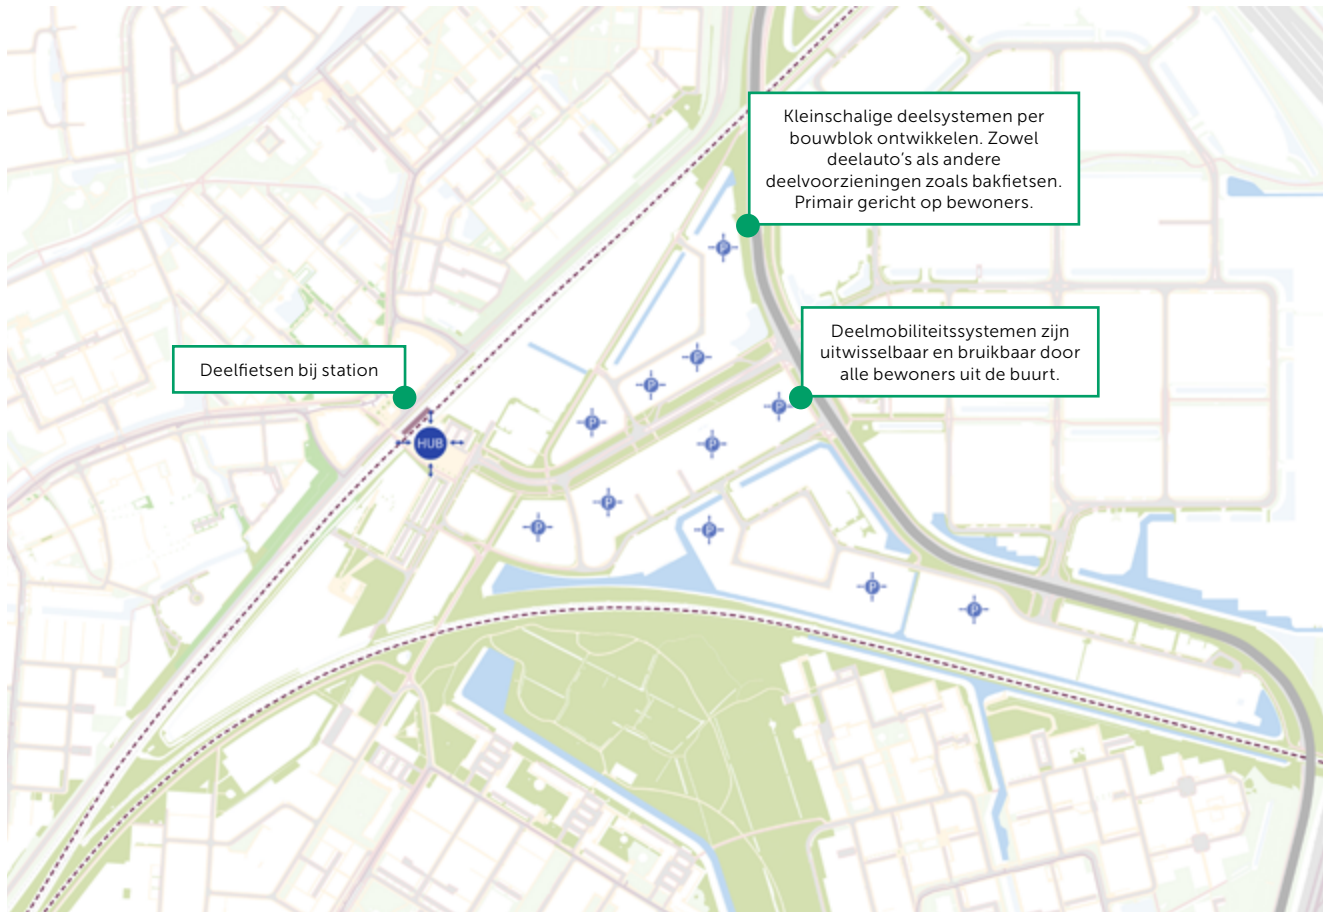 Kleinschalige deelsystemen per
bouwblok ontwikkelen. Zowel
deelauto's als andere
deelvoorzieningen zoals bakfietsen.
Primair gericht op bewoners.
P
Deelmobiliteitssystemen zijn
uitwisselbaar en bruikbaar door
alle bewoners uit de buurt.
Deelfietsen bij station
P
P
P
P
HUB
P
P
P
P
P
P